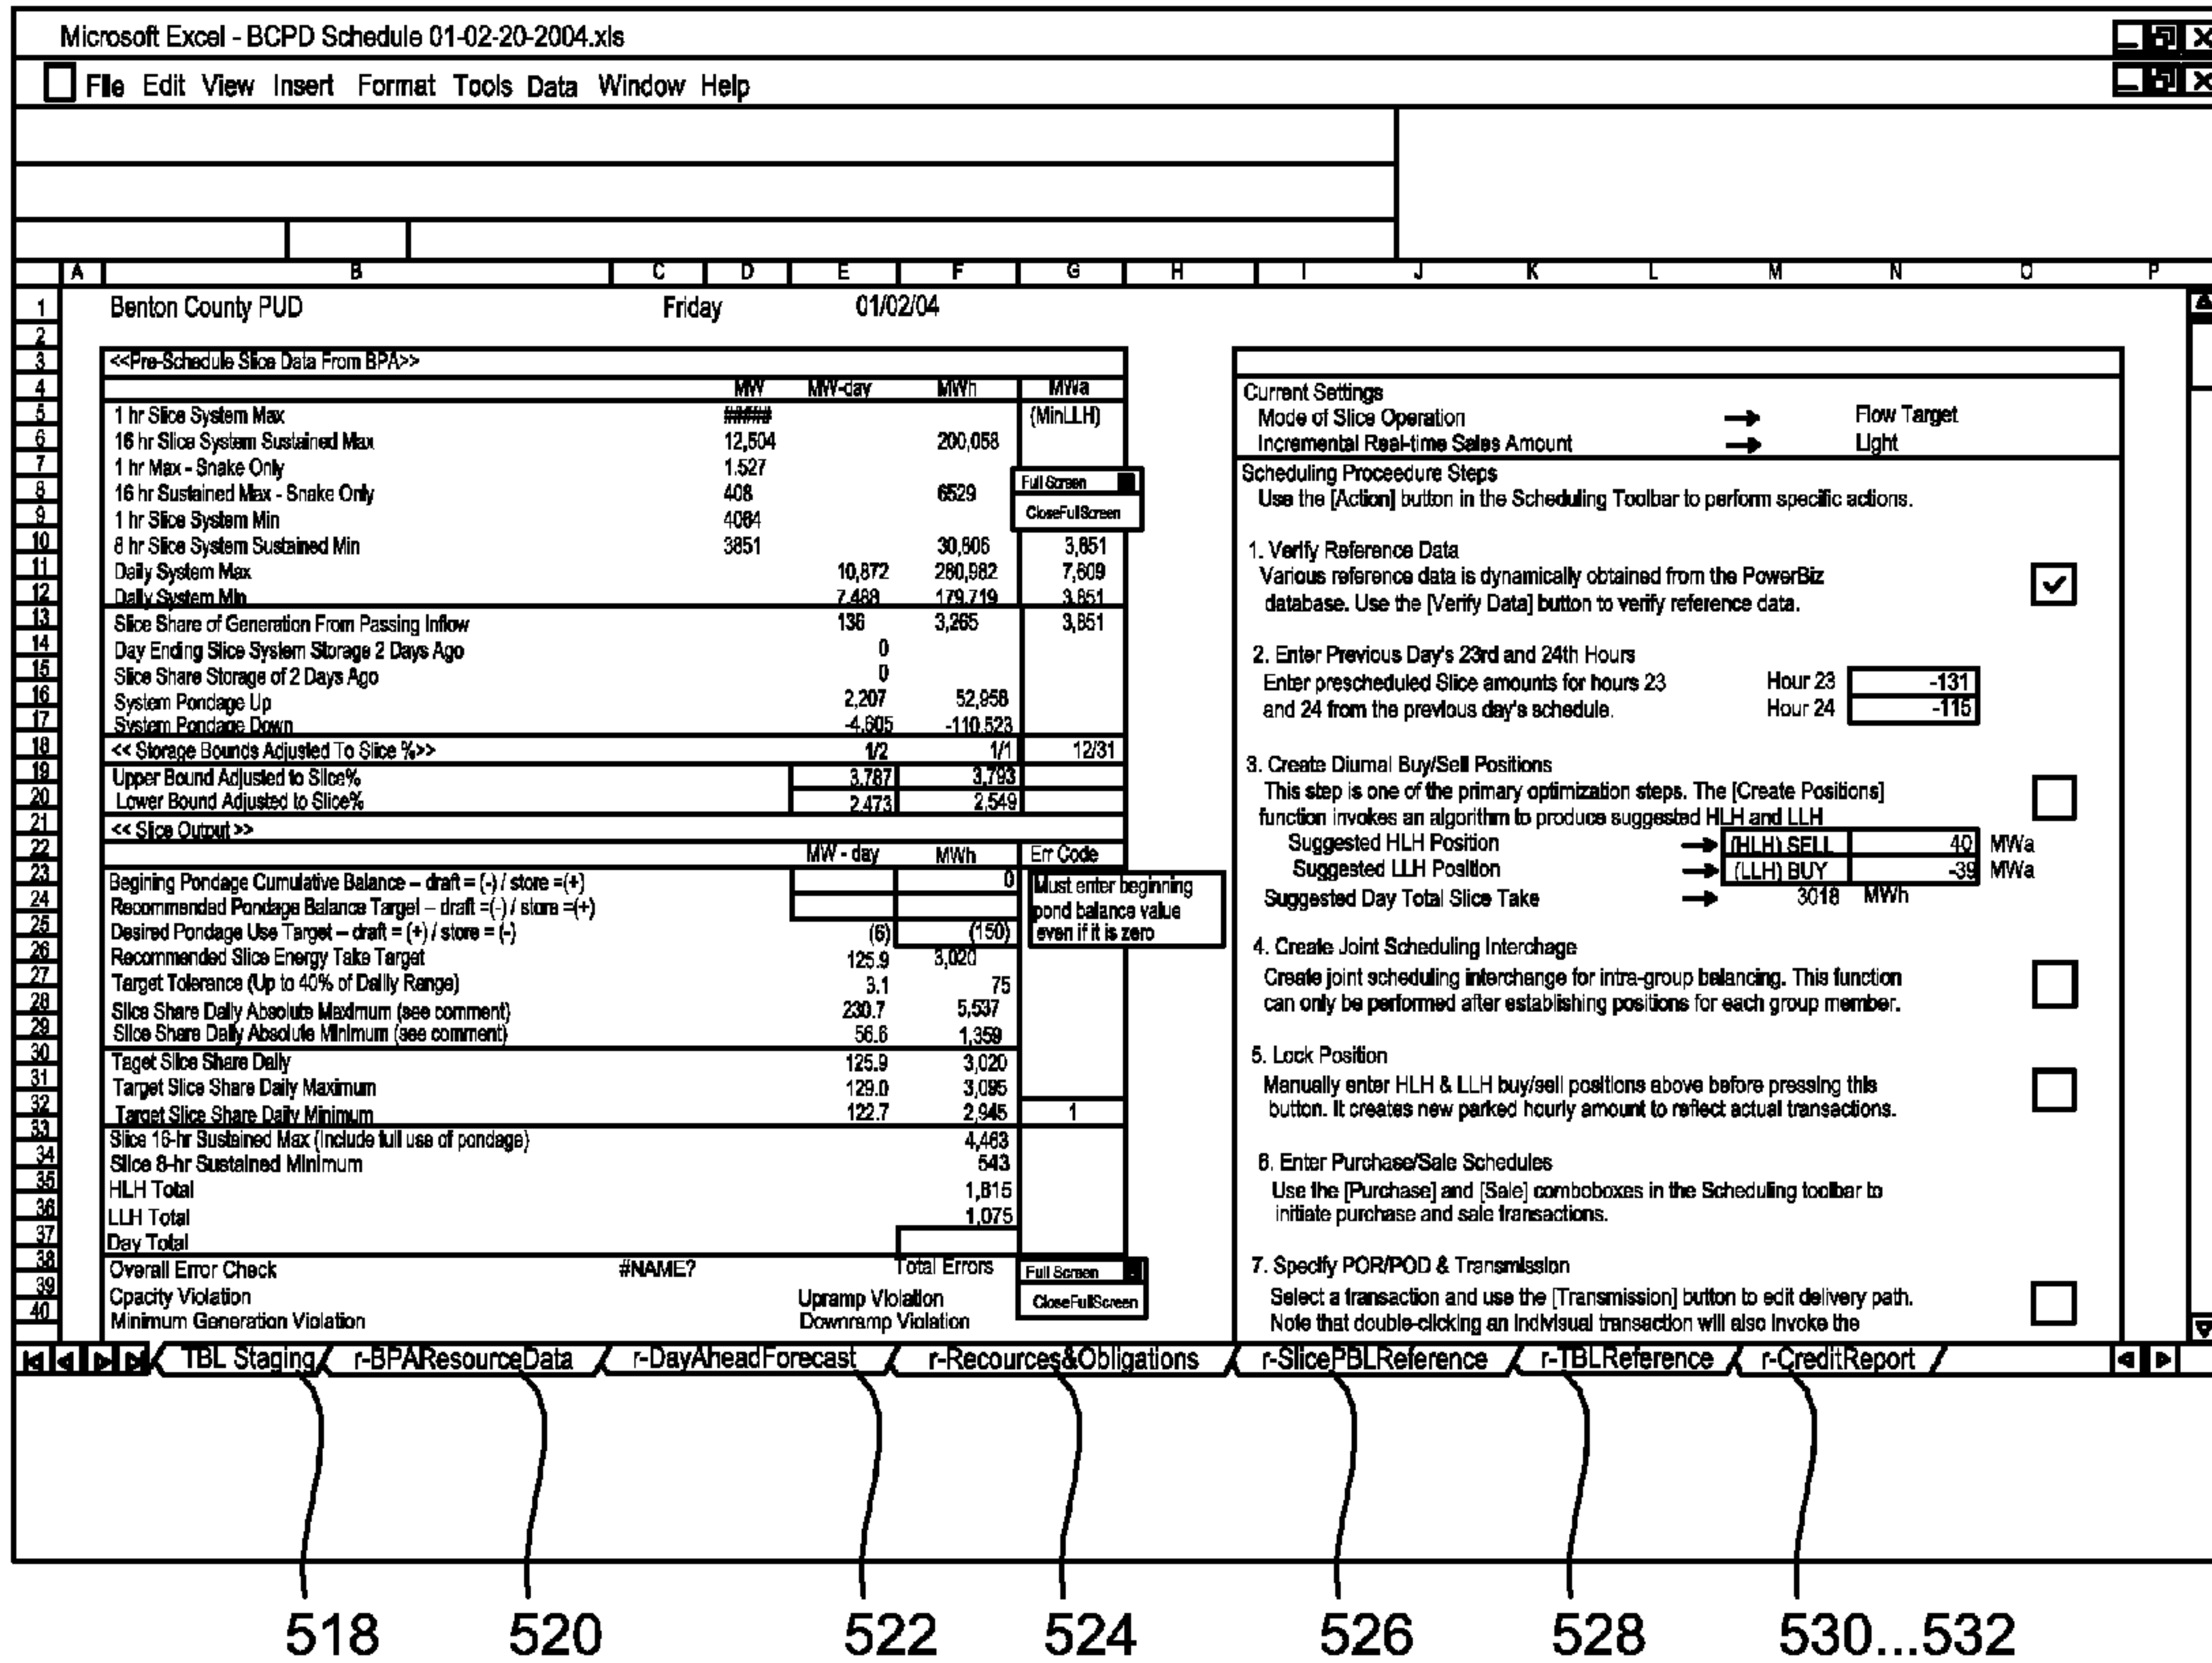 Microsoft Excel - BCPD Schedule 01-02-20-2004.xls
File Edit View Insert Format Tools Data Window Help
A B C D E F G H I J K L M N O P
1 Benton County PUD Friday 01/02/04
2
3 <<Pre-Schedule Slice Data From BPA>>
4 MW MW-day MWh MWa
5 1 hr Slice System Max ##### (MinLLH)
6 16 hr Slice System Sustained Max 12,504 200,058
7 1 hr Max - Snake Only 1.527
8 16 hr Sustained Max - Snake Only 408 6529
9 1 hr Slice System Min 4064
10 8 hr Slice System Sustained Min 3851 30,806 3,851
11 Daily System Max 10,872 260,982 7,609
12 Daily System Min 7.488 179.719 3.851
13 Slice Share of Generation From Passing Inflow 136 3,265 3,851
14 Day Ending Slice System Storage 2 Days Ago 0
15 Slice Share Storage of 2 Days Ago 0
16 System Pondage Up 2,207 52,958
17 System Pondage Down -4.605 -110.523
18 << Storage Bounds Adjusted To Slice %>> 1/2 1/1 12/31
19 Upper Bound Adjusted to Slice% 3.787 3.793
20 Lower Bound Adjusted to Slice% 2.473 2,549
21 << Slice Output >>
22 MW - day MWh Err Code
23 Begining Pondage Cumulative Balance – draft = (-) / store =(+) 0
24 Recommended Pondage Balance Target – draft =(-) / store =(+)
25 Desired Pondage Use Target – draft = (+) / store = (-) (6) (150)
Must enter beginning
pond balance value
even if it is zero
26 Recommended Slice Energy Take Target 125.9 3,020
27 Target Tolerance (Up to 40% of Dailly Range) 3.1 75
28 Slice Share Daily Absolute Maximum (see comment) 230.7 5,537
29 Slice Share Daily Absolute Minimum (see comment) 56.6 1,359
30 Taget Slice Share Daily 125.9 3,020
31 Target Slice Share Daily Maximum 129.0 3,095
32 Target Slice Share Daily Minimum 122.7 2,945 1
33 Slice 16-hr Sustained Max (Include full use of pondage) 4,463
34 Slice 8-hr Sustained Minimum 543
35 HLH Total 1,815
36 LLH Total 1,075
37 Day Total
38 Overall Error Check #NAME? Total Errors
39 Cpacity Violation Upramp Violation
40 Minimum Generation Violation Downramp Violation
Full Screen
CloseFullScreen
Full Screen
CloseFullScreen
Current Settings
Mode of Slice Operation Flow Target
Incremental Real-time Sales Amount Light
Scheduling Proceedure Steps
Use the [Action] button in the Scheduling Toolbar to perform specific actions.
1. Verify Reference Data
Various reference data is dynamically obtained from the PowerBiz
database. Use the [Verify Data] button to verify reference data.
2. Enter Previous Day's 23rd and 24th Hours
Enter prescheduled Slice amounts for hours 23 Hour 23 -131
and 24 from the previous day's schedule. Hour 24 -115
3. Create Diumal Buy/Sell Positions
This step is one of the primary optimization steps. The [Create Positions]
function invokes an algorithm to produce suggested HLH and LLH
Suggested HLH Position (HLH) SELL 40 MWa
Suggested LLH Position (LLH) BUY -39 MWa
Suggested Day Total Slice Take 3018 MWh
4. Create Joint Scheduling Interchage
Create joint scheduling interchange for intra-group balancing. This function
can only be performed after establishing positions for each group member.
5. Lock Position
Manually enter HLH & LLH buy/sell positions above before pressing this
button. It creates new parked hourly amount to reflect actual transactions.
6. Enter Purchase/Sale Schedules
Use the [Purchase] and [Sale] comboboxes in the Scheduling toolbar to
initiate purchase and sale transactions.
7. Specify POR/POD & Transmission
Select a transaction and use the [Transmission] button to edit delivery path.
Note that double-clicking an indivisual transaction will also invoke the
TBL Staging r-BPAResourceData r-DayAheadForecast r-Recources&Obligations r-SlicePBLReference r-TBLReference r-CreditReport
518 520 522 524 526 528 530...532